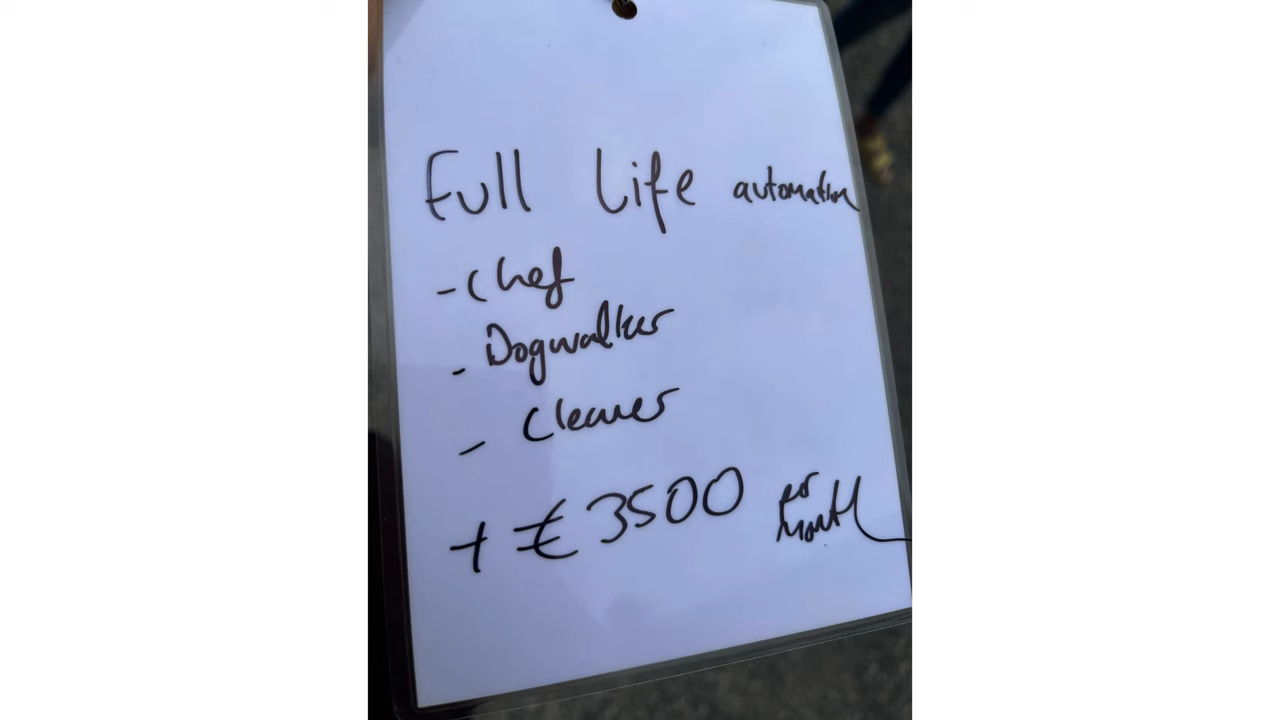 Full Life automation
- Chef
- Dogwalker
- Cleaner
+ € 3500 per month